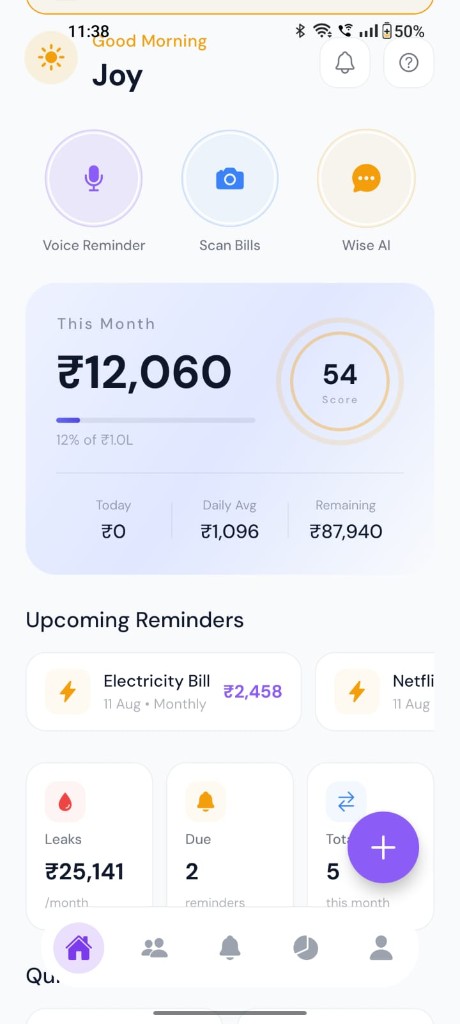 11:38
50%
Good Morning
Joy
Voice Reminder
Scan Bills
Wise AI
This Month
₹12,060
54
Score
12% of ₹1.0L
Today
Daily Avg
Remaining
₹0
₹1,096
₹87,940
Upcoming Reminders
Electricity Bill
11 Aug • Monthly
₹2,458
Netfli
11 Aug
Leaks
₹25,141
/month
Due
2
reminders
Tota
5
this month
Qui